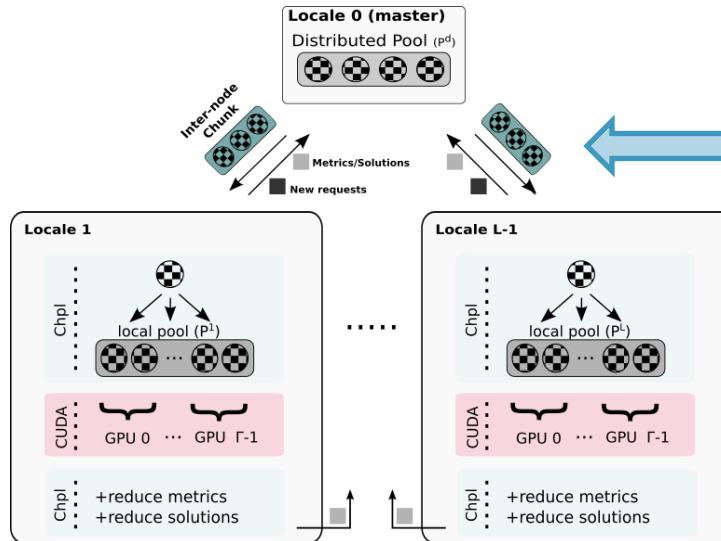 Locale 0 (master)
Distributed Pool (Pᵈ)
Inter-node
Chunk
Metrics/Solutions
New requests
Locale 1
Chpl
local pool (P¹)
...
CUDA
GPU 0 ... GPU Γ-1
Chpl
+reduce metrics
+reduce solutions
.....
Locale L-1
Chpl
local pool (Pᴸ)
...
CUDA
GPU 0 ... GPU Γ-1
Chpl
+reduce metrics
+reduce solutions